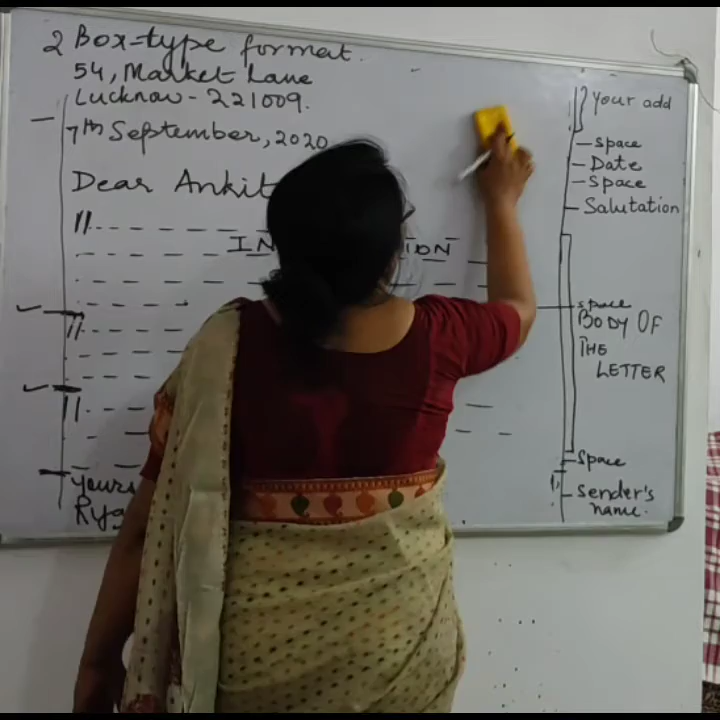 2 Box-type format.
54, Market Lane
Lucknow - 221009.
7th September, 2020
Dear Ankit
Yours
Your add
space
Date
space
Salutation
space
BODY OF
THE
LETTER
Space
Sender's
name.